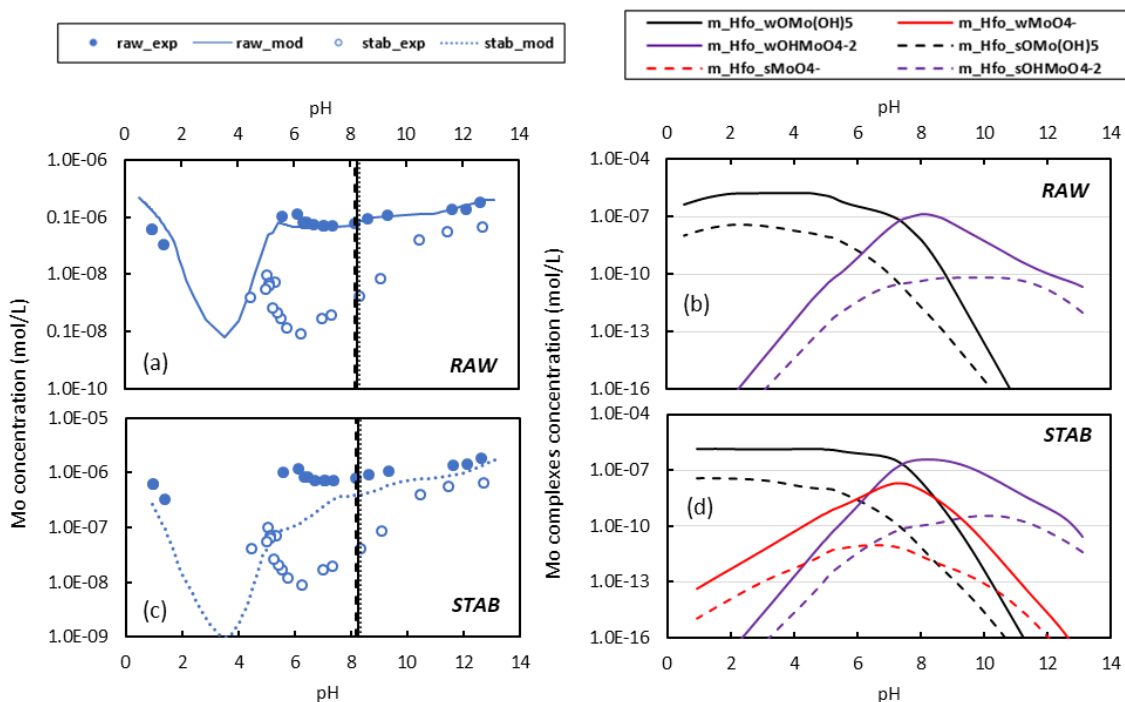 raw_exp raw_mod stab_exp stab_mod
m_Hfo_wOMo(OH)5 m_Hfo_wMoO4-
m_Hfo_wOHMoO4-2 m_Hfo_sOMo(OH)5
m_Hfo_sMoO4- m_Hfo_sOHMoO4-2
pH
0 2 4 6 8 10 12 14
Mo concentration (mol/L)
1.0E-06
0.1E-06
1.0E-08
0.1E-08
1.0E-10
(a)
RAW
1.0E-05
1.0E-06
1.0E-07
1.0E-08
1.0E-09
(c)
STAB
0 2 4 6 8 10 12 14
pH
pH
0 2 4 6 8 10 12 14
Mo complexes concentration (mol/L)
1.0E-04
1.0E-07
1.0E-10
1.0E-13
1.0E-16
RAW
(b)
1.0E-04
1.0E-07
1.0E-10
1.0E-13
1.0E-16
STAB
(d)
0 2 4 6 8 10 12 14
pH